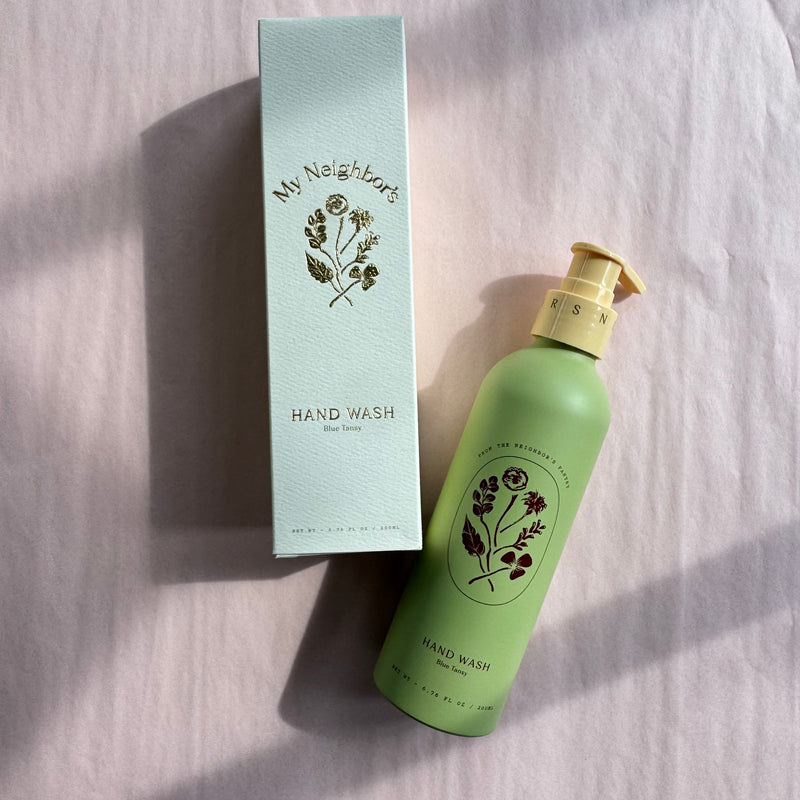 My Neighbor's
HAND WASH
Blue Tansy
NET WT - 6.76 FL OZ / 200ML
R S N
FROM THE NEIGHBOR'S PANTRY
HAND WASH
Blue Tansy
NET WT - 6.76 FL OZ / 200ML